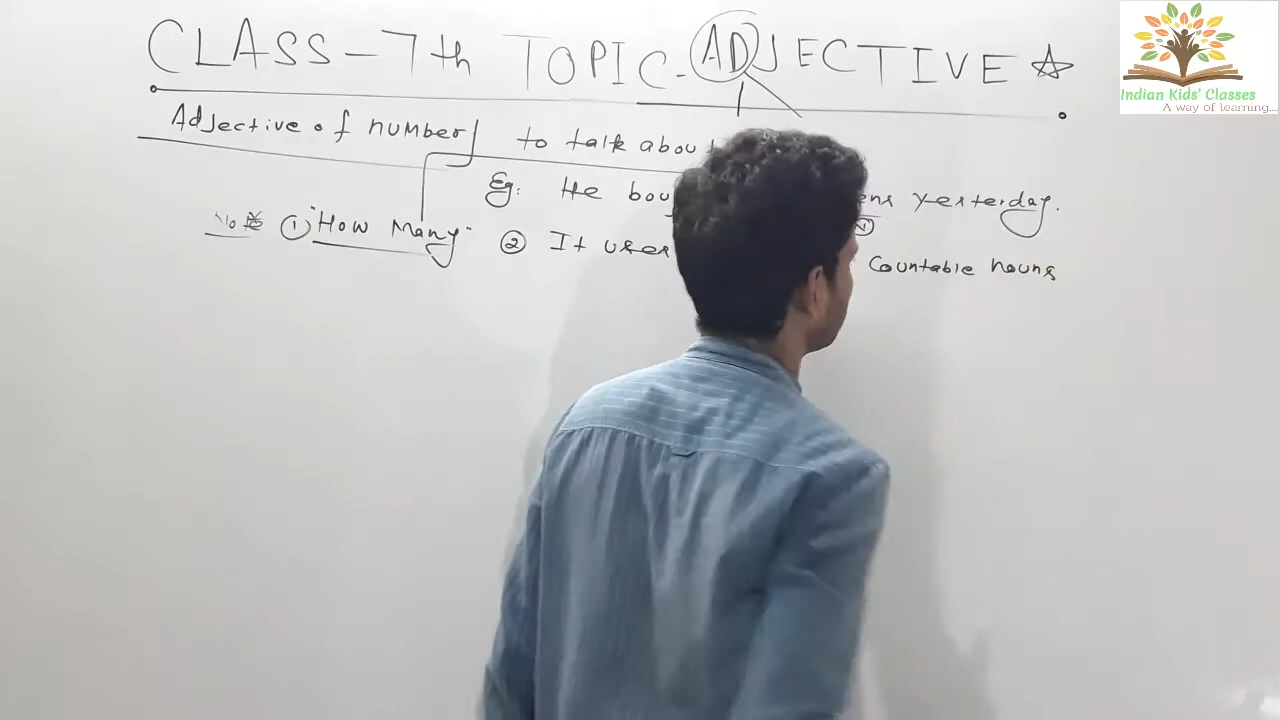 CLASS-7th TOPIC-ADJECTIVE
Adjective of number to talk abou
Eg: He bou ens yesterday.
Note ① "How Many" ② It uses Countable nouns
Indian Kids' Classes
A way of learning....